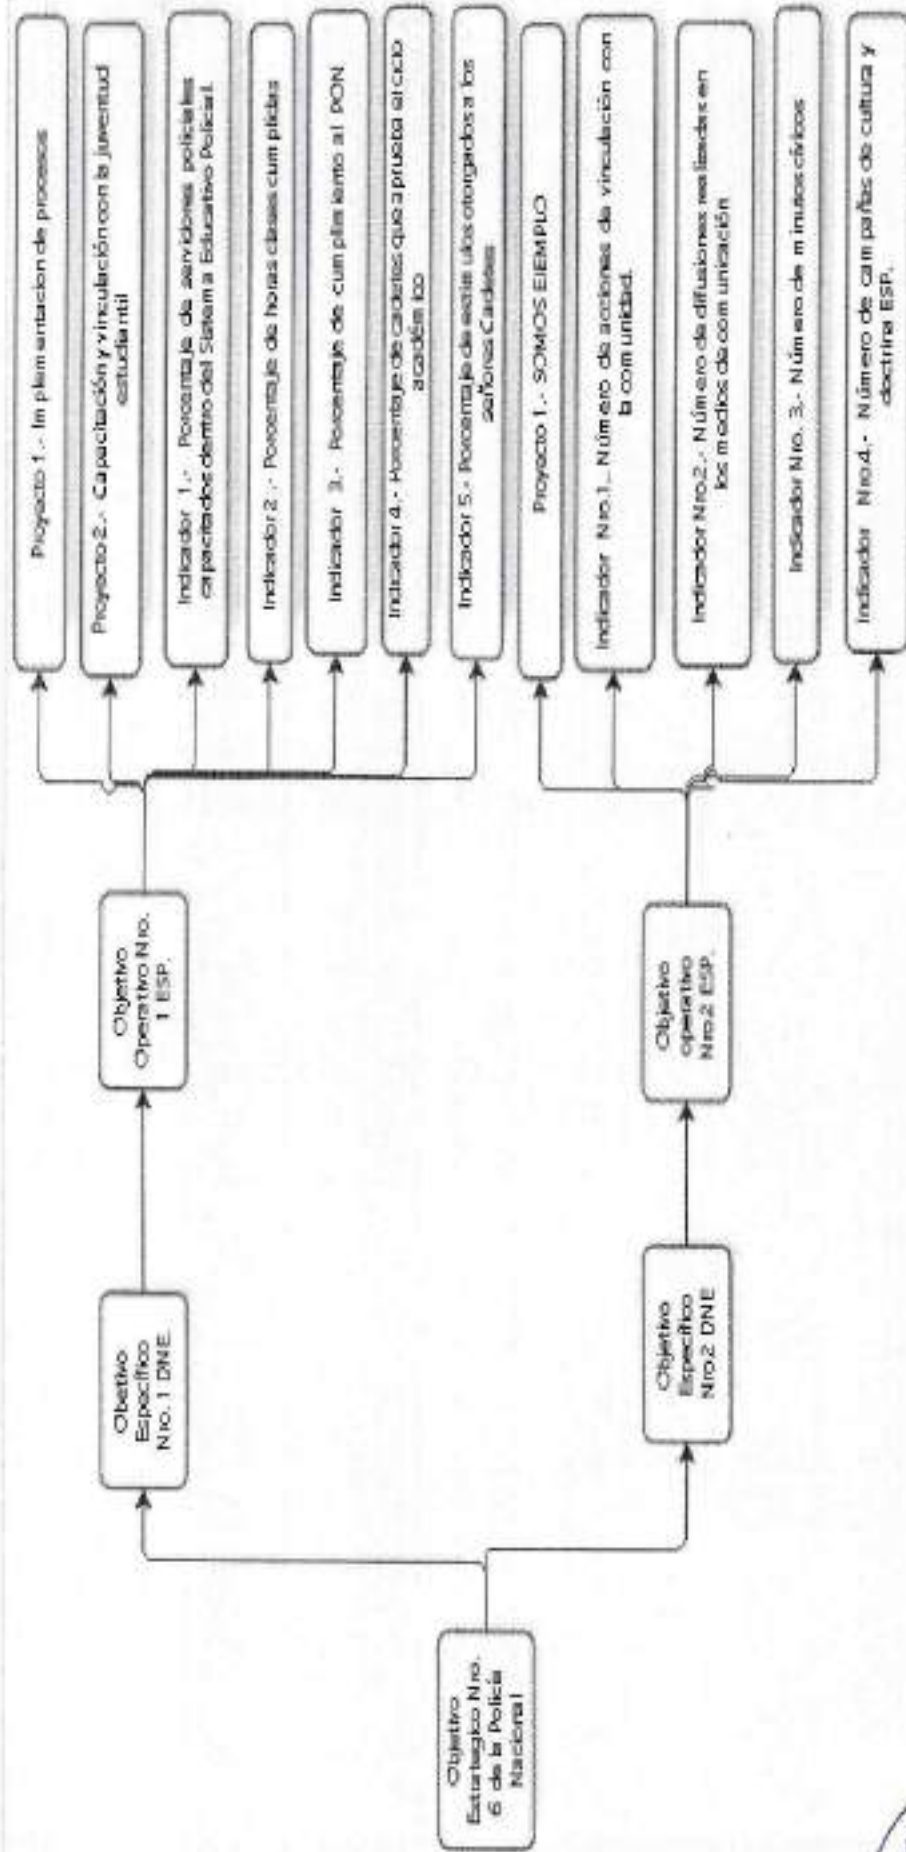 Objetivo
Estrategico Nro.
6 de la Policía
Nacional
Obetivo
Específico
Nro. 1 DNE.
Objetivo
Operativo Nro.
1 ESP.
Proyecto 1.- Implementacion de procesos
Proyecto 2.- Capacitación y vinculación con la juventud
estudiantil
Indicador 1.- Porcentaje de servidores policiales
capacitados dentro del Sistema Educativo Policial.
Indicador 2.- Porcentaje de horas clases cumplidas
Indicador 3.- Porcentaje de cumplimiento al PON
Indicador 4.- Porcentaje de cadetes que aprueba el ciclo
académico
Indicador 5.- Porcentaje de estímulos otorgados a los
señores Cadetes
Objetivo
Específico
Nro.2 DNE
Objetivo
operativo
Nro.2 ESP.
Proyecto 1.- SOMOS EJEMPLO
Indicador Nro.1.. Número de acciones de vinculación con
la comunidad.
Indicador Nro.2.- Número de difusiones realizadas en
los medios de comunicación
Indicador Nro. 3.- Número de minutos cívicos
Indicador Nro4.- Número de campañas de cultura y
doctrina ESP.